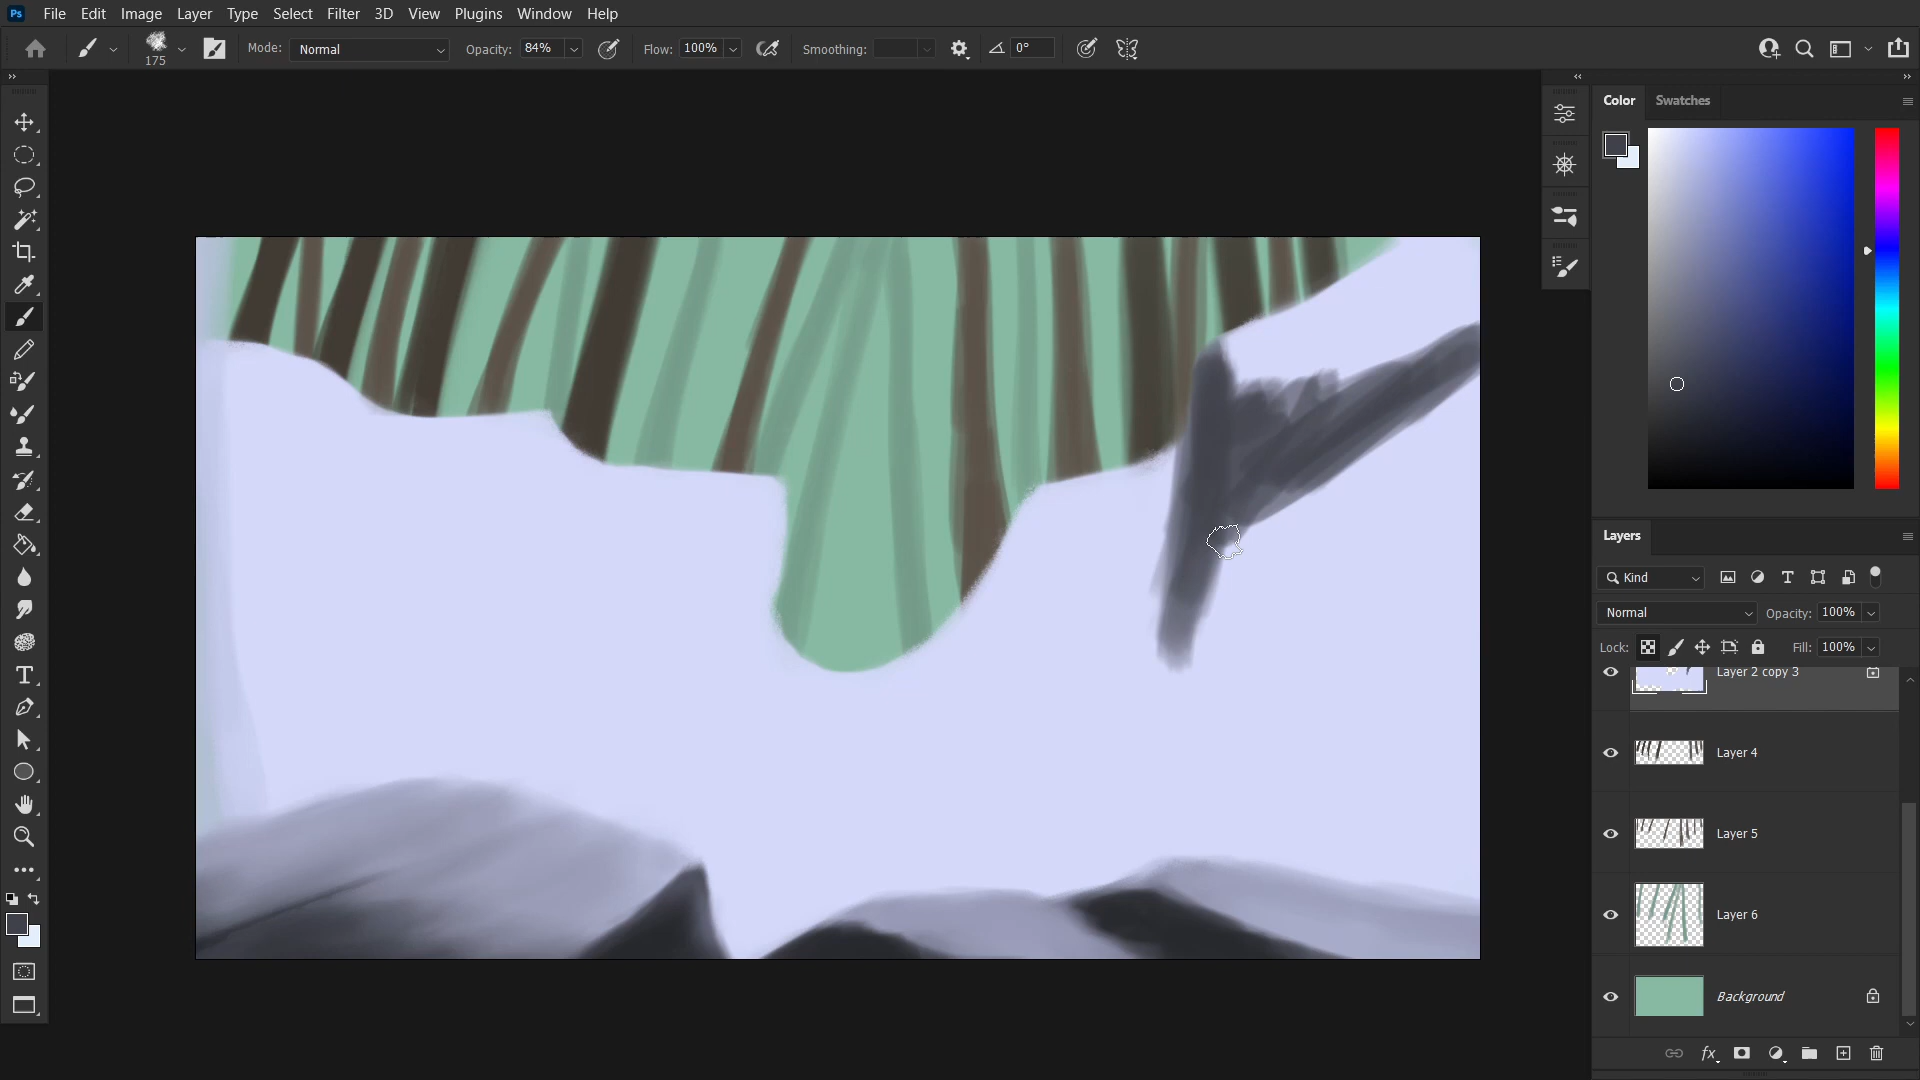 Ps File Edit Image Layer Type Select Filter 3D View Plugins Window Help
175 Mode: Normal Opacity: 84% Flow: 100% Smoothing: 0°
Color Swatches
Layers
Kind
Normal Opacity: 100%
Lock: Fill: 100%
Layer 2 copy 3
Layer 4
Layer 5
Layer 6
Background
fx